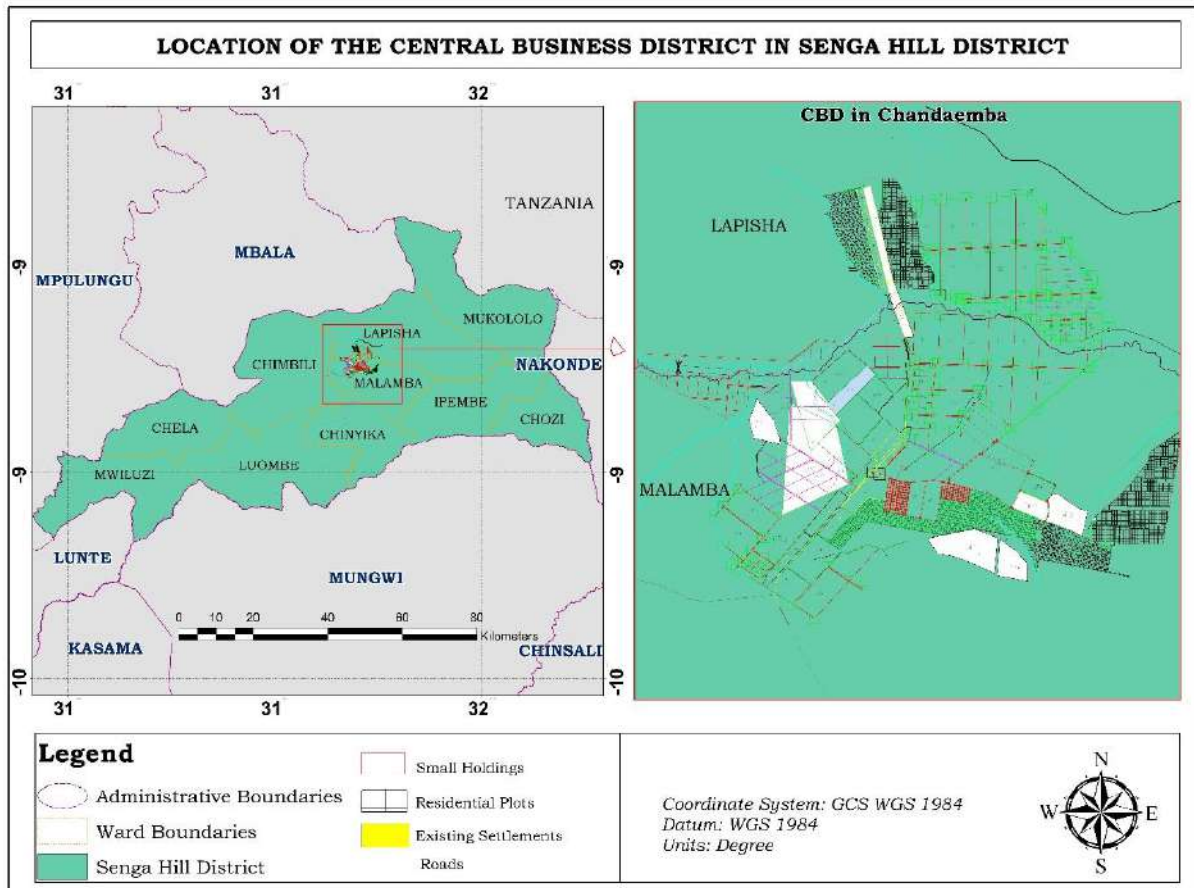 LOCATION OF THE CENTRAL BUSINESS DISTRICT IN SENGA HILL DISTRICT
31 31 32
TANZANIA
MBALA
-9
MPULUNGU
MUKOLOLO
LAPISHA
NAKONDE
CHIMBILI
MALAMBA
IPEMBE
CHOZI
CHELA
CHINYIKA
LUOMBE
MWILUZI
-9
LUNTE
MUNGWI
0 10 20 40 60 80
Kilometers
KASAMA
CHINSALI
-10
31 31 32
CBD in Chandaemba
LAPISHA
-9
-9
MALAMBA
-10
Legend
Administrative Boundaries
Ward Boundaries
Senga Hill District
Small Holdings
Residential Plots
Existing Settlements
Roads
Coordinate System: GCS WGS 1984
Datum: WGS 1984
Units: Degree
N
W E
S